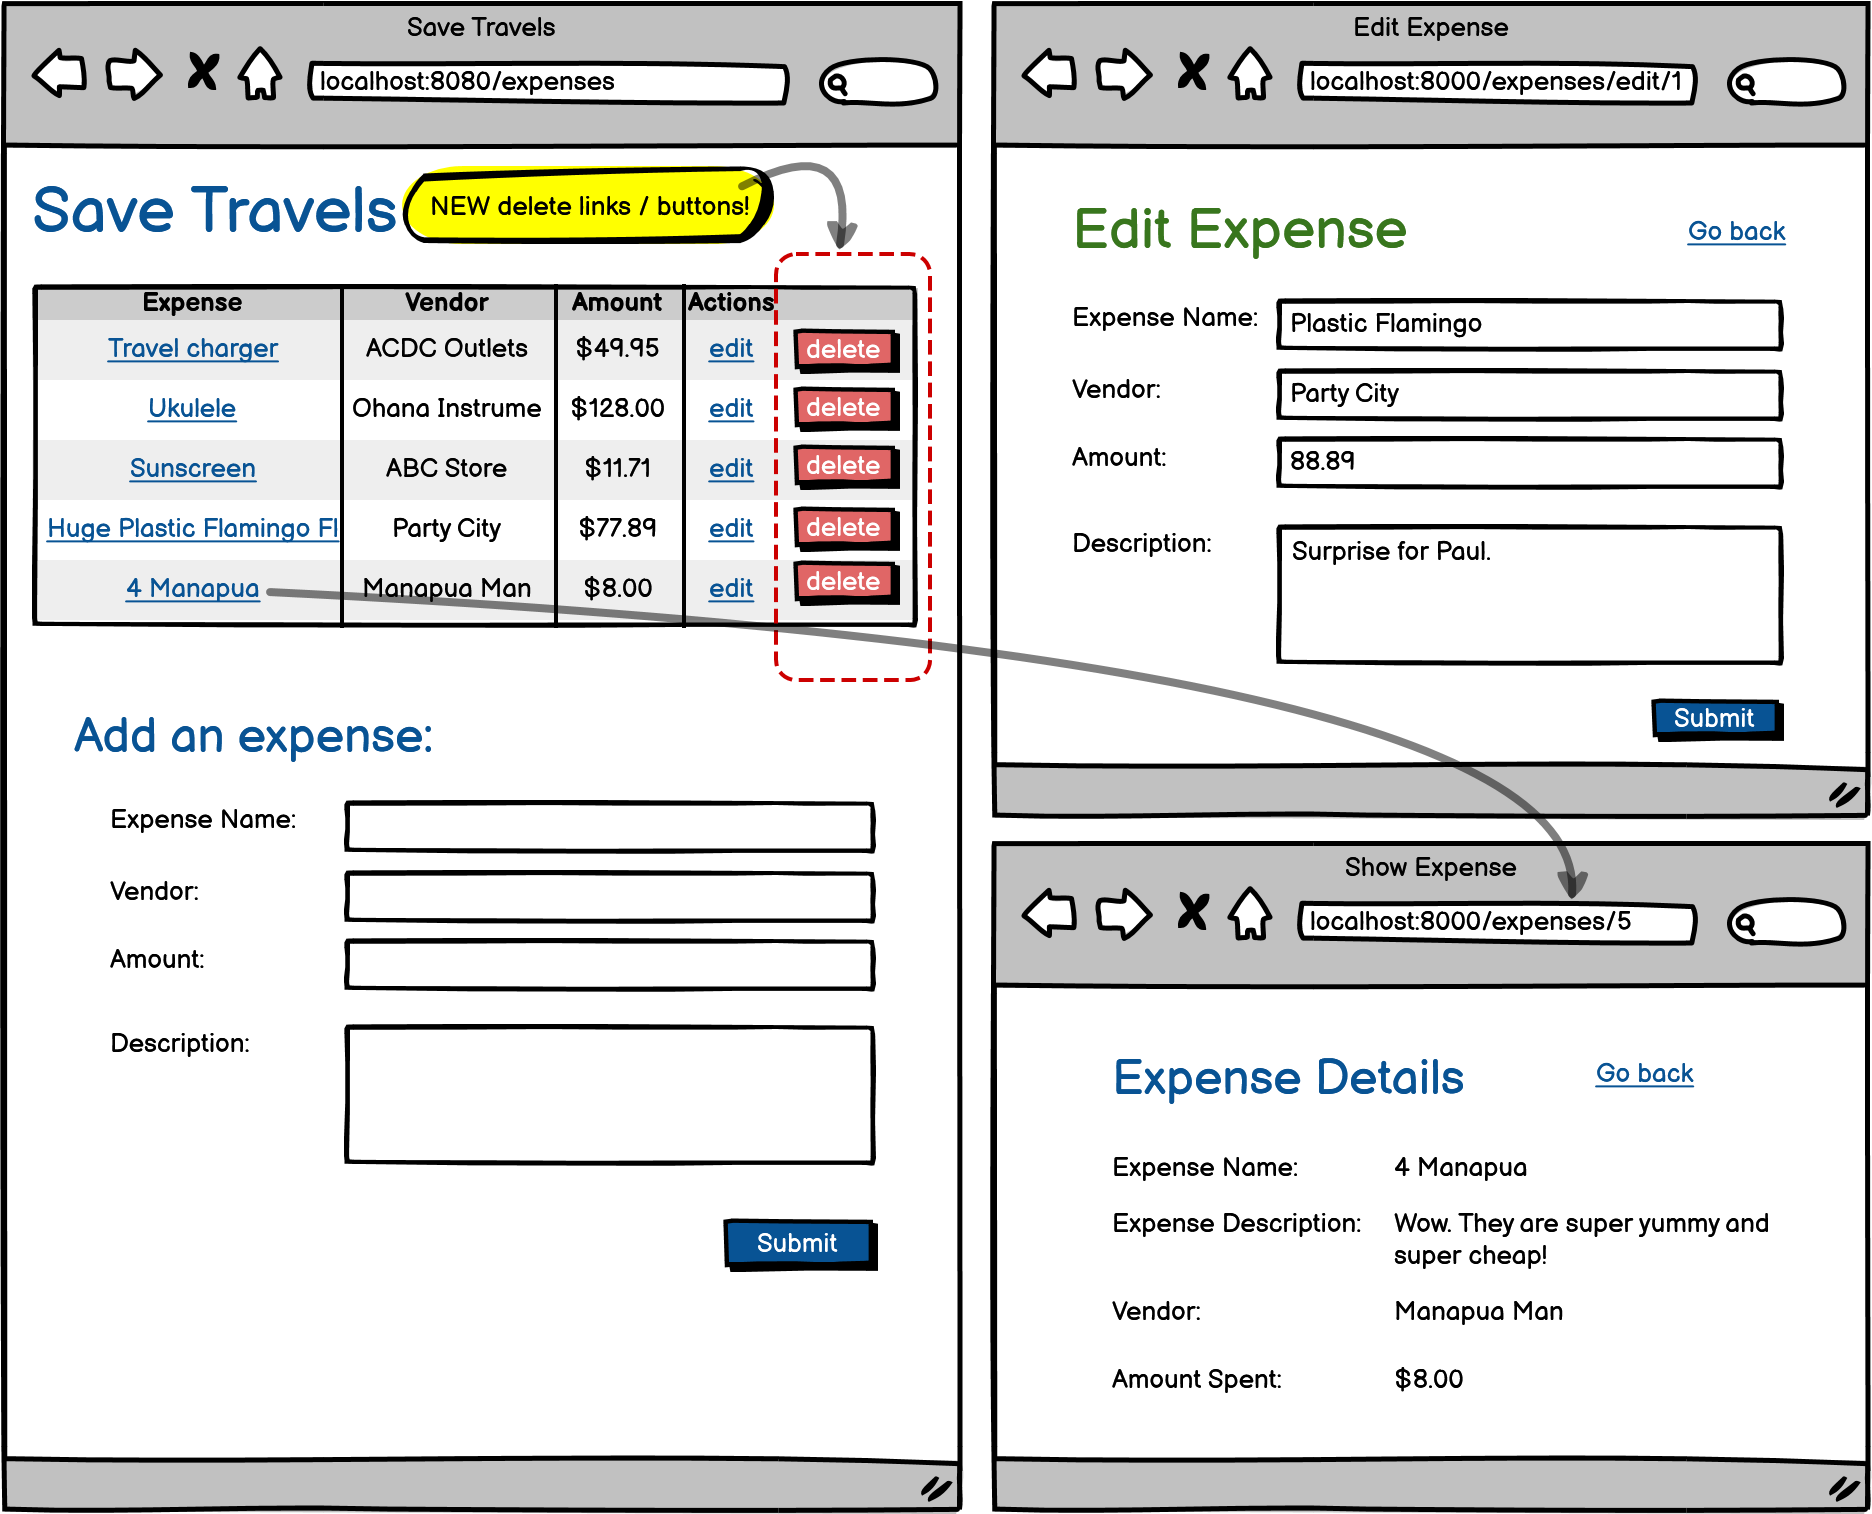 Save Travels
localhost:8080/expenses
Save Travels
NEW delete links / buttons!
Expense Vendor Amount Actions
Travel charger ACDC Outlets $49.95 edit delete
Ukulele Ohana Instrume $128.00 edit delete
Sunscreen ABC Store $11.71 edit delete
Huge Plastic Flamingo Fl Party City $77.89 edit delete
4 Manapua Manapua Man $8.00 edit delete
Add an expense:
Expense Name:
Vendor:
Amount:
Description:
Submit
Edit Expense
localhost:8000/expenses/edit/1
Edit Expense Go back
Expense Name: Plastic Flamingo
Vendor: Party City
Amount: 88.89
Description: Surprise for Paul.
Submit
Show Expense
localhost:8000/expenses/5
Expense Details Go back
Expense Name: 4 Manapua
Expense Description: Wow. They are super yummy and
super cheap!
Vendor: Manapua Man
Amount Spent: $8.00